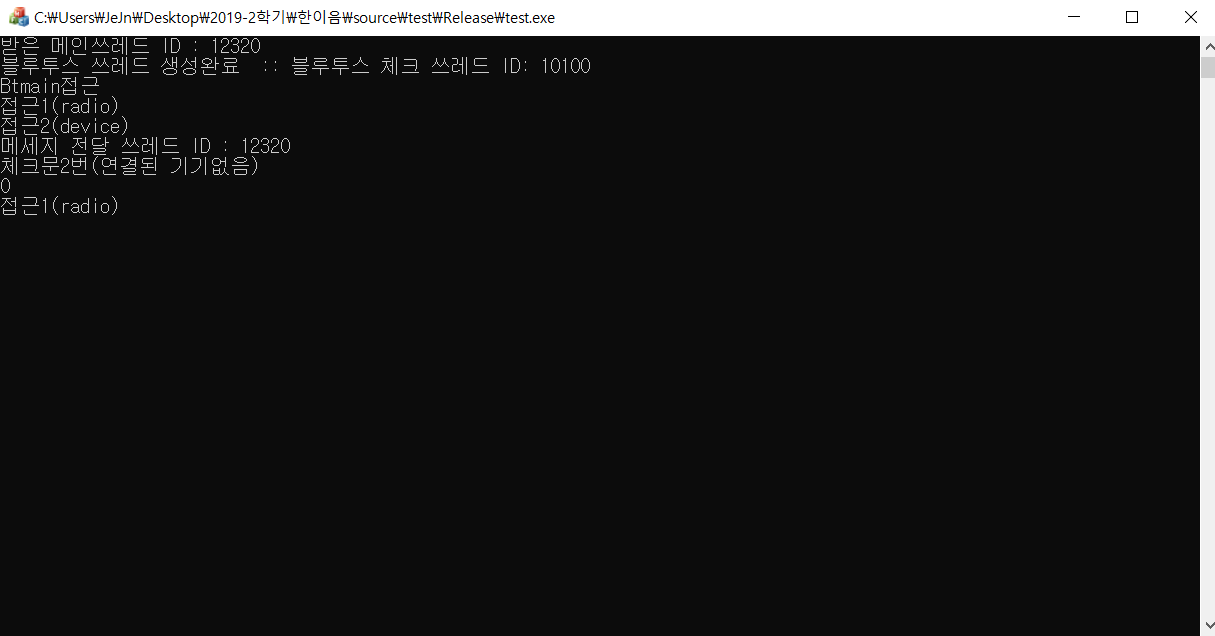 C:₩Users₩JeJn₩Desktop₩2019-2학기₩한이음₩source₩test₩Release₩test.exe
받은 메인쓰레드 ID : 12320
블루투스 쓰레드 생성완료  :: 블루투스 체크 쓰레드 ID: 10100
Btmain접근
접근1(radio)
접근2(device)
메세지 전달 쓰레드 ID : 12320
체크문2번(연결된 기기없음)
0
접근1(radio)